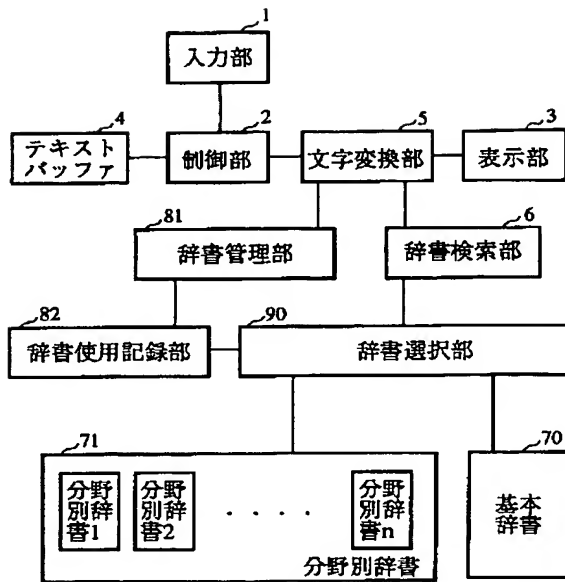 1
入力部
4
2
5
3
テキスト
バッファ
制御部
文字変換部
表示部
81
6
辞書管理部
辞書検索部
82
90
辞書使用記録部
辞書選択部
71
70
分野
別辞
書1
分野
別辞
書2
. . . .
分野
別辞
書n
分野別辞書
基本
辞書